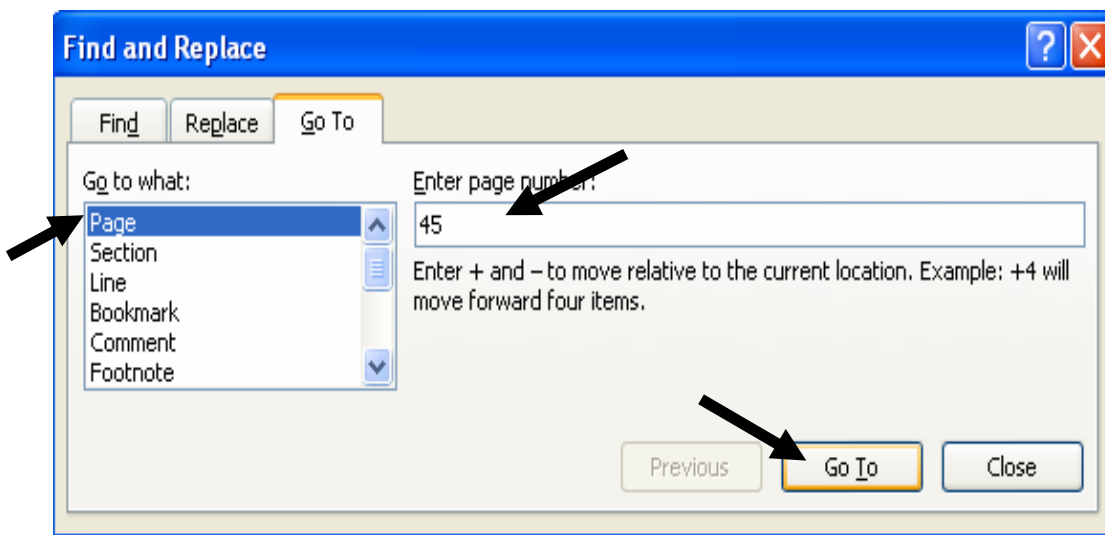 Find and Replace
Find Replace Go To
Go to what:
Page
Section
Line
Bookmark
Comment
Footnote
Enter page number:
45
Enter + and – to move relative to the current location. Example: +4 will
move forward four items.
Previous Go To Close